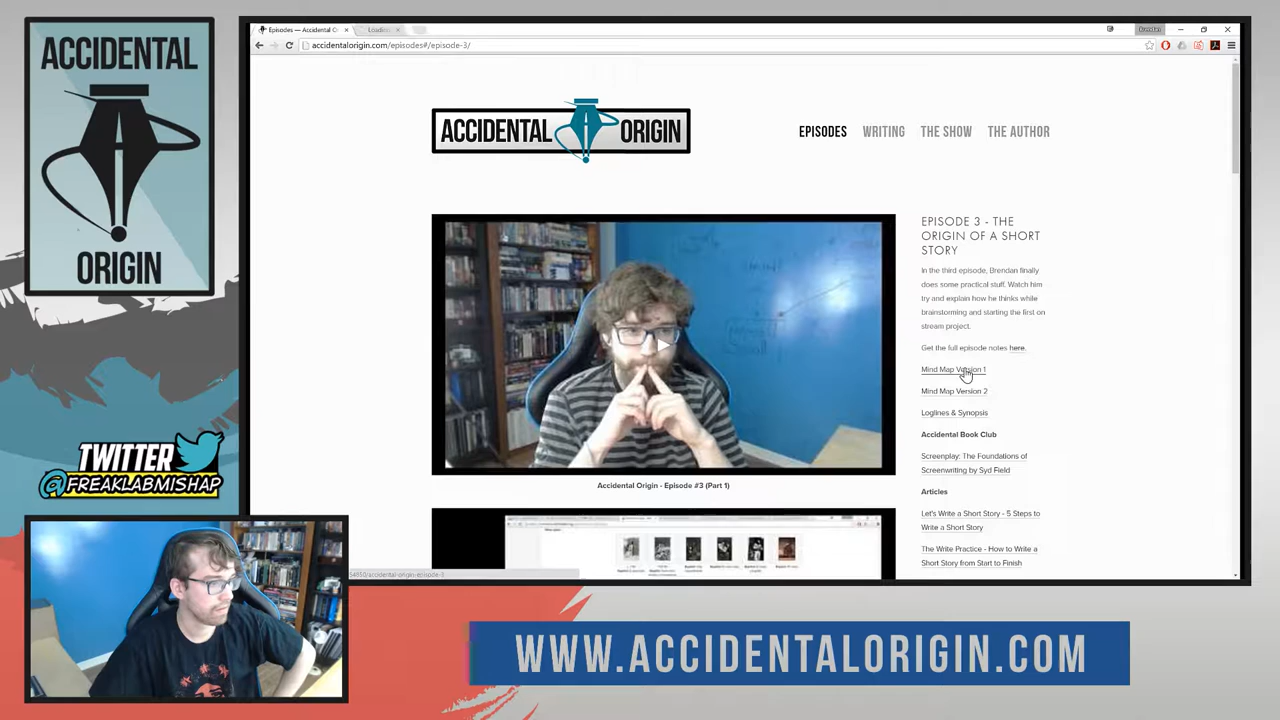 ACCIDENTAL
ORIGIN
TWITTER
@FREAKLABMISHAP
Episodes — Accidental O
Loading
Brendan
accidentalorigin.com/episodes#/episode-3/
ACCIDENTAL ORIGIN
EPISODES WRITING THE SHOW THE AUTHOR
EPISODE 3 - THE
ORIGIN OF A SHORT
STORY
In the third episode, Brendan finally
does some practical stuff. Watch him
try and explain how he thinks while
brainstorming and starting the first on
stream project.
Get the full episode notes here.
Mind Map Version 1
Mind Map Version 2
Loglines & Synopsis
Accidental Book Club
Screenplay: The Foundations of
Screenwriting by Syd Field
Articles
Let's Write a Short Story - 5 Steps to
Write a Short Story
The Write Practice - How to Write a
Short Story from Start to Finish
Accidental Origin - Episode #3 (Part 1)
WWW.ACCIDENTALORIGIN.COM